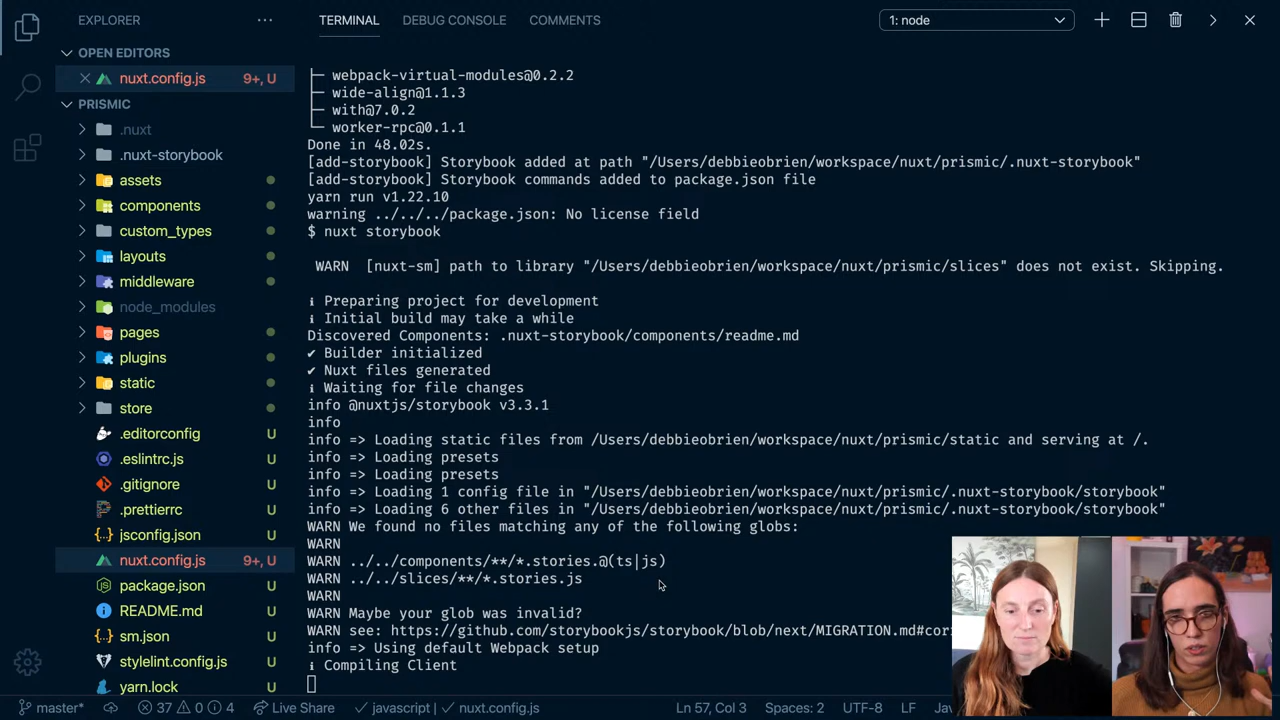 EXPLORER
···
TERMINAL
DEBUG CONSOLE
COMMENTS
1: node
OPEN EDITORS
nuxt.config.js 9+, U
PRISMIC
.nuxt
.nuxt-storybook
assets
components
custom_types
layouts
middleware
node_modules
pages
plugins
static
store
.editorconfig U
.eslintrc.js U
.gitignore U
.prettierrc U
jsconfig.json U
nuxt.config.js 9+, U
package.json U
README.md U
sm.json U
stylelint.config.js U
yarn.lock U
├─ webpack-virtual-modules@0.2.2
├─ wide-align@1.1.3
├─ with@7.0.2
└─ worker-rpc@0.1.1
Done in 48.02s.
[add-storybook] Storybook added at path "/Users/debbieobrien/workspace/nuxt/prismic/.nuxt-storybook"
[add-storybook] Storybook commands added to package.json file
yarn run v1.22.10
warning ../../../package.json: No license field
$ nuxt storybook
WARN [nuxt-sm] path to library "/Users/debbieobrien/workspace/nuxt/prismic/slices" does not exist. Skipping.
ℹ Preparing project for development
ℹ Initial build may take a while
Discovered Components: .nuxt-storybook/components/readme.md
✔ Builder initialized
✔ Nuxt files generated
ℹ Waiting for file changes
info @nuxtjs/storybook v3.3.1
info
info => Loading static files from /Users/debbieobrien/workspace/nuxt/prismic/static and serving at /.
info => Loading presets
info => Loading presets
info => Loading 1 config file in "/Users/debbieobrien/workspace/nuxt/prismic/.nuxt-storybook/storybook"
info => Loading 6 other files in "/Users/debbieobrien/workspace/nuxt/prismic/.nuxt-storybook/storybook"
WARN We found no files matching any of the following globs:
WARN
WARN ../../components/**/*.stories.@(ts|js)
WARN ../../slices/**/*.stories.js
WARN
WARN Maybe your glob was invalid?
WARN see: https://github.com/storybookjs/storybook/blob/next/MIGRATION.md#cor
info => Using default Webpack setup
ℹ Compiling Client
master*
37 0 4
Live Share
javascript
nuxt.config.js
Ln 57, Col 3
Spaces: 2
UTF-8
LF
Jav